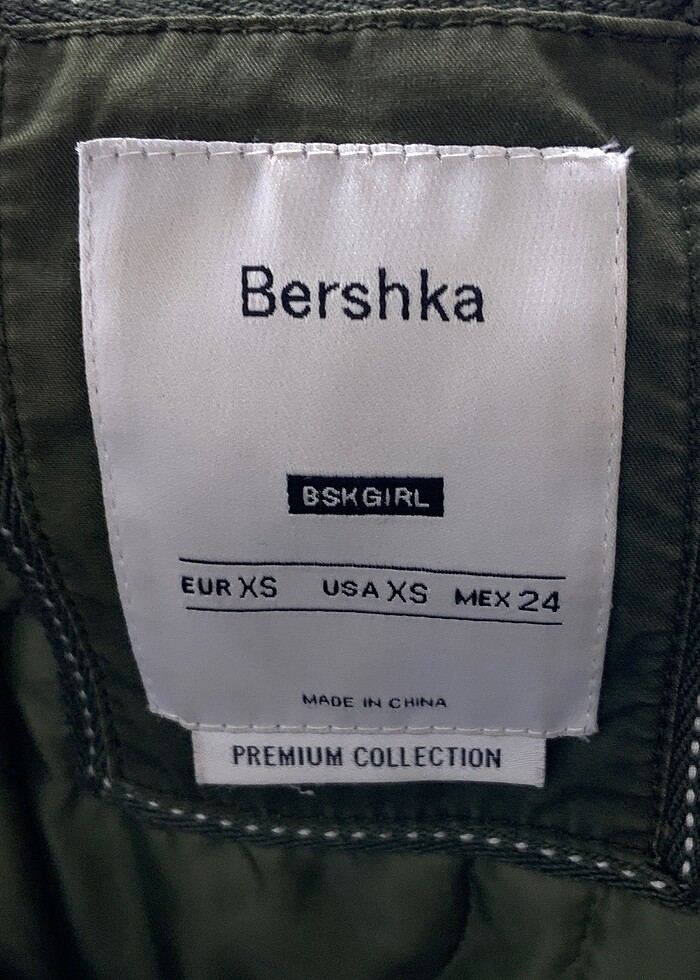 Bershka
BSKGIRL
EUR XS USA XS MEX 24
MADE IN CHINA
PREMIUM COLLECTION